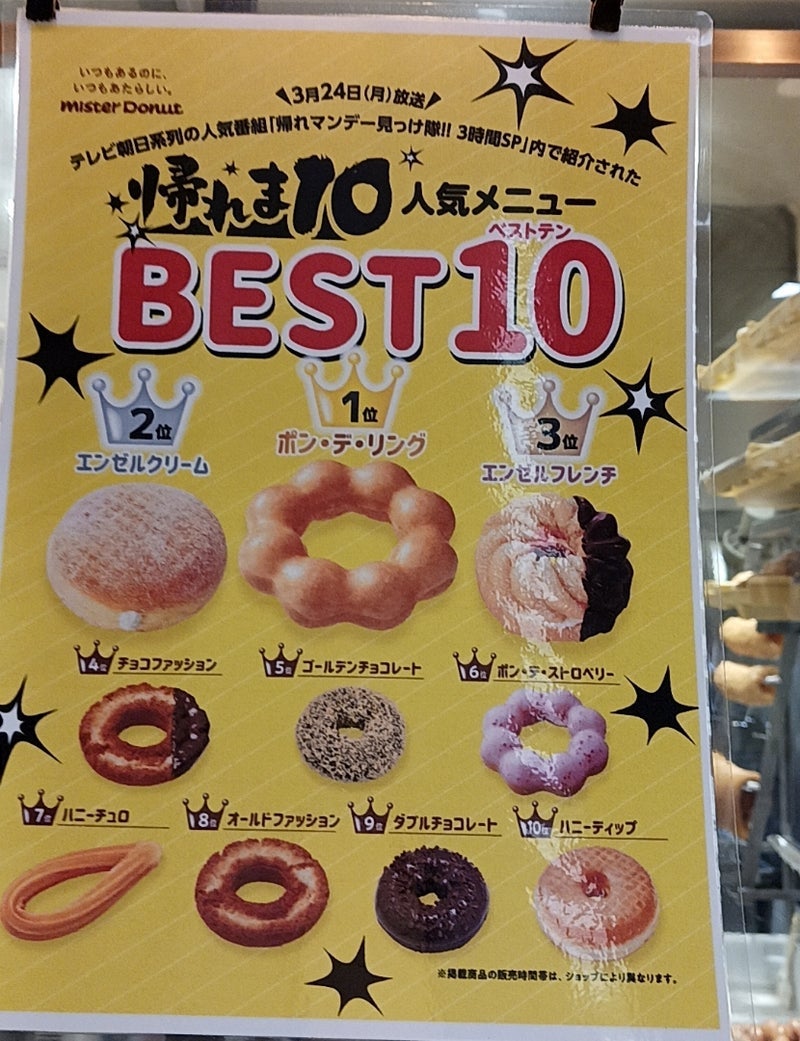 いつもあるのに、
いつもあたらしい。
mister Donut
3月24日(月)放送
テレビ朝日系列の人気番組「帰れマンデー見っけ隊!! 3時間SP」内で紹介された
帰れま10 人気メニュー
ベストテン
BEST10
1位
ポン・デ・リング
2位
エンゼルクリーム
3位
エンゼルフレンチ
4位 チョコファッション
5位 ゴールデンチョコレート
6位 ポン・デ・ストロベリー
7位 ハニーチュロ
8位 オールドファッション
9位 ダブルチョコレート
10位 ハニーディップ
※掲載商品の販売時間帯は、ショップにより異なります。